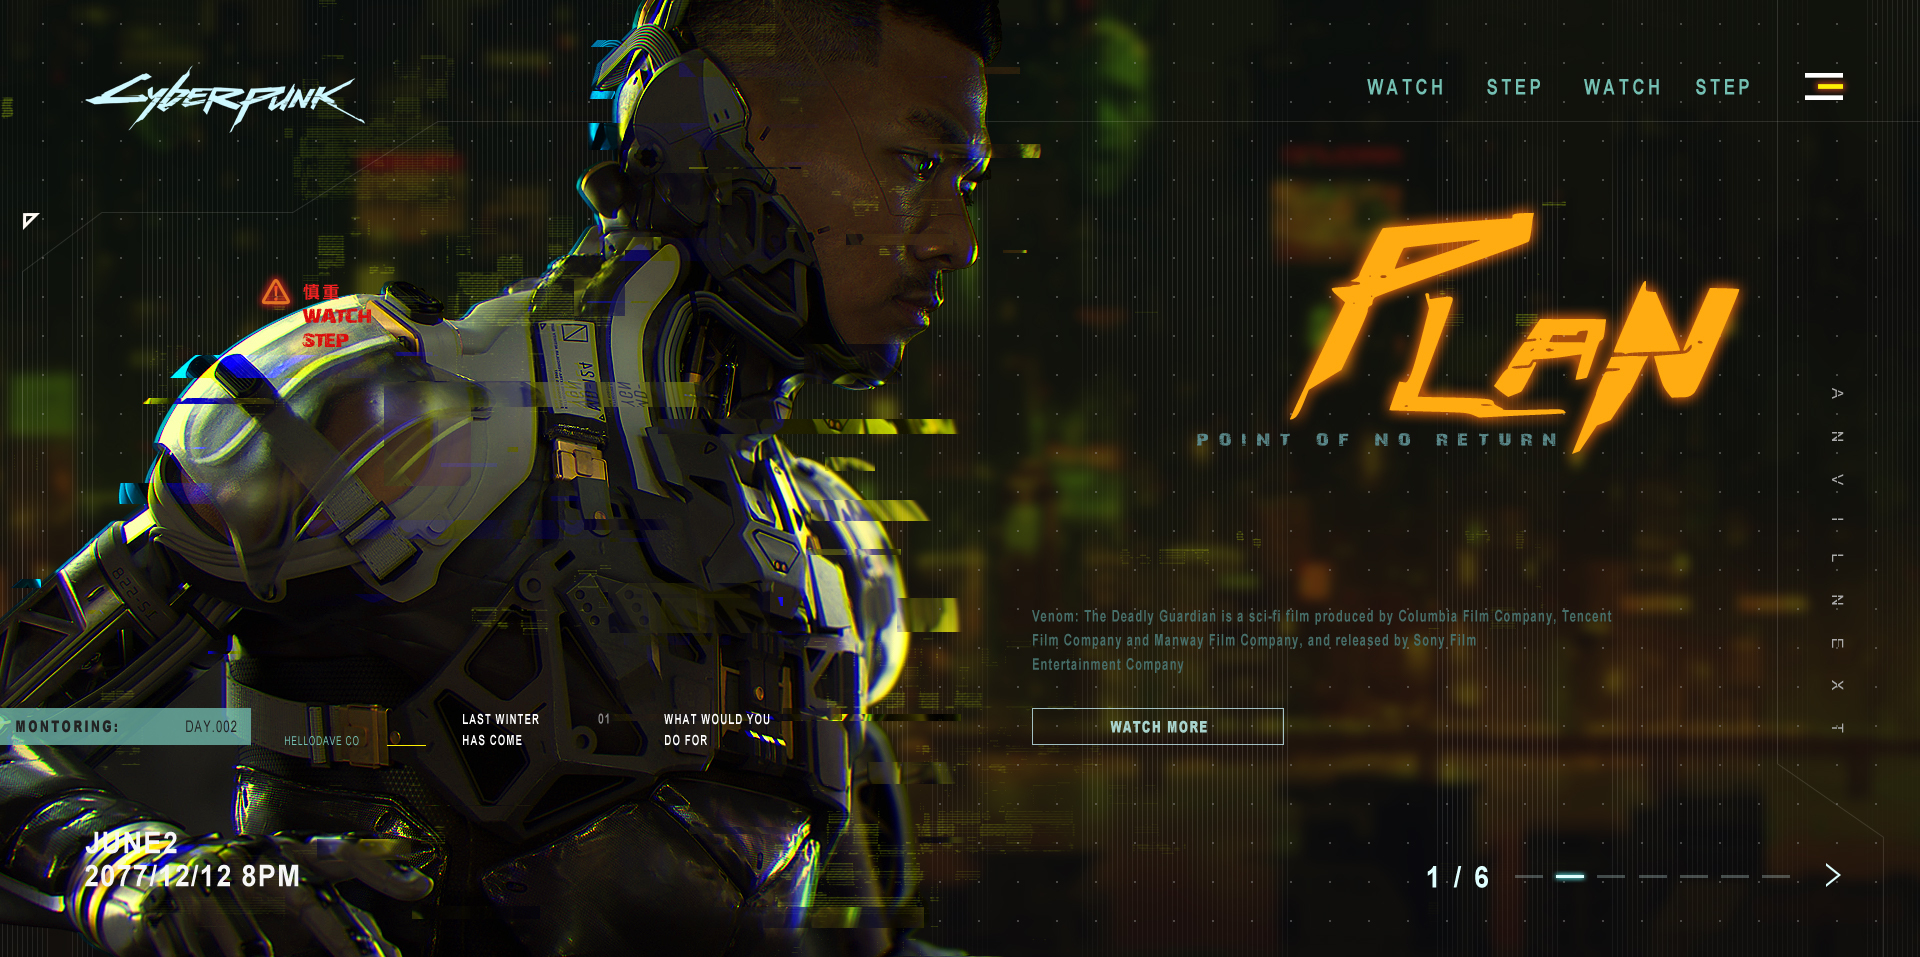 CYBERPUNK
WATCH STEP WATCH STEP
慎重
WATCH
STEP
PLAN
POINT OF NO RETURN
ANVILNEXT
822-SC
Venom: The Deadly Guardian is a sci-fi film produced by Columbia Film Company, Tencent
Film Company and Manway Film Company, and released by Sony Film
Entertainment Company
WATCH MORE
MONTORING: DAY.002
HELLODAVE CO
LAST WINTER
HAS COME
01
WHAT WOULD YOU
DO FOR
JUNE2
2077/12/12 8PM
1 / 6